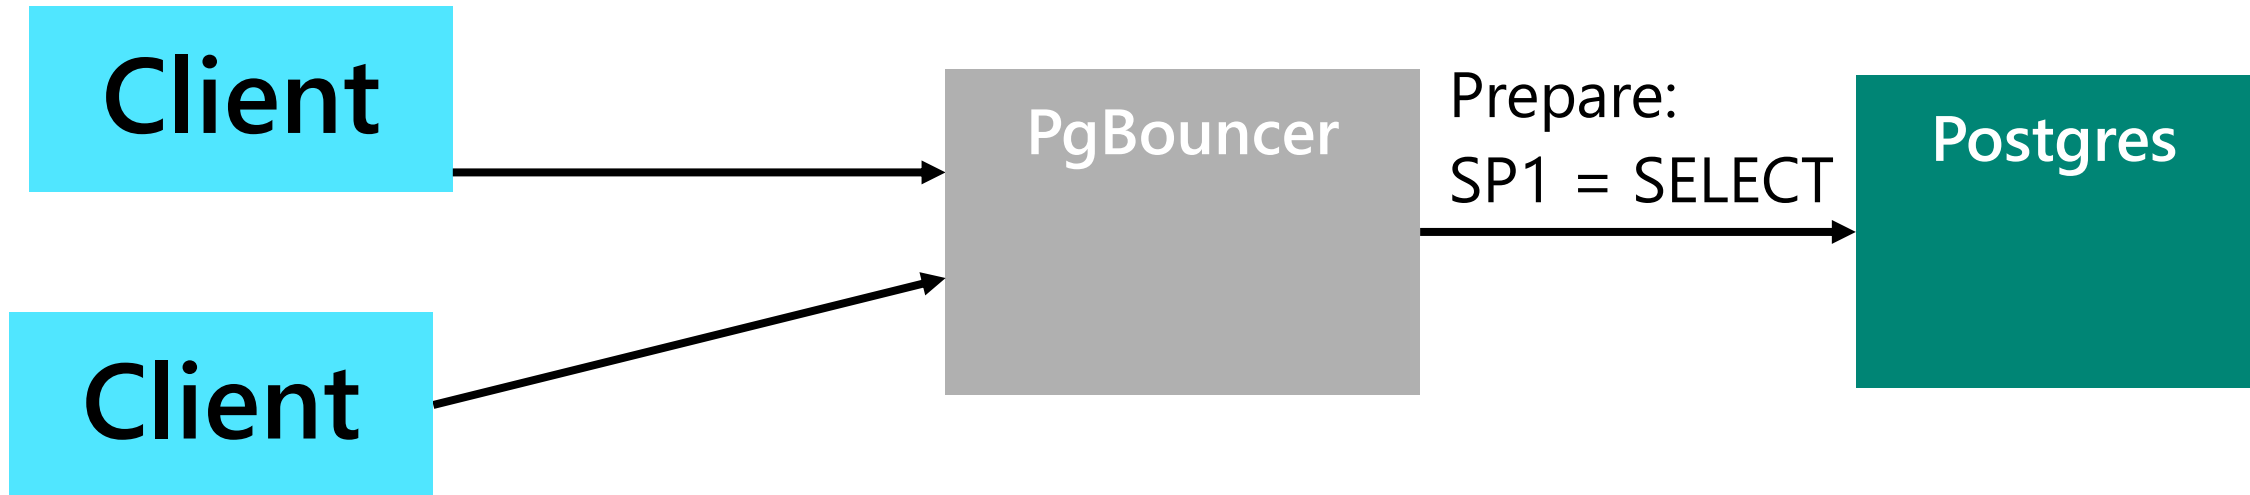 Client
PgBouncer
Prepare:
SP1 = SELECT
Postgres
Client